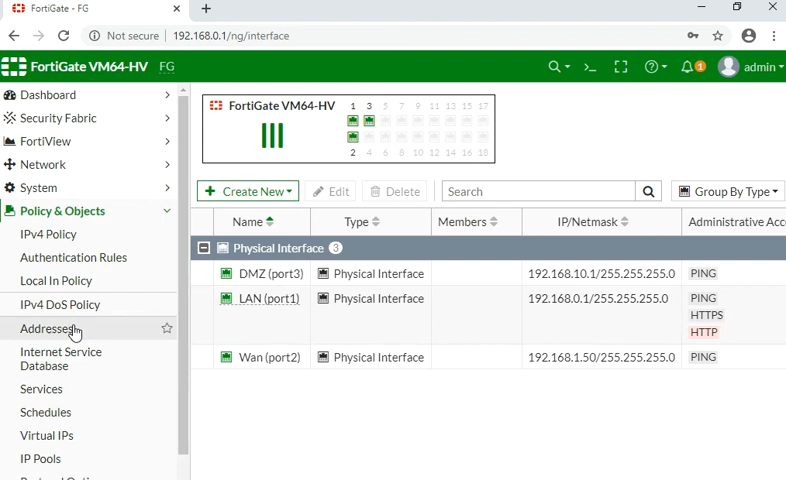 FortiGate - FG
Not secure | 192.168.0.1/ng/interface
FortiGate VM64-HV FG
1
admin
Dashboard
Security Fabric
FortiView
Network
System
Policy & Objects
IPv4 Policy
Authentication Rules
Local In Policy
IPv4 DoS Policy
Addresses
Internet Service
Database
Services
Schedules
Virtual IPs
IP Pools
FortiGate VM64-HV
1 3 5 7 9 11 13 15 17
2 4 6 8 10 12 14 16 18
+ Create New Edit Delete Search Group By Type
Name Type Members IP/Netmask Administrative Acc
Physical Interface 3
DMZ (port3) Physical Interface 192.168.10.1/255.255.255.0 PING
LAN (port1) Physical Interface 192.168.0.1/255.255.255.0 PING
HTTPS
HTTP
Wan (port2) Physical Interface 192.168.1.50/255.255.255.0 PING